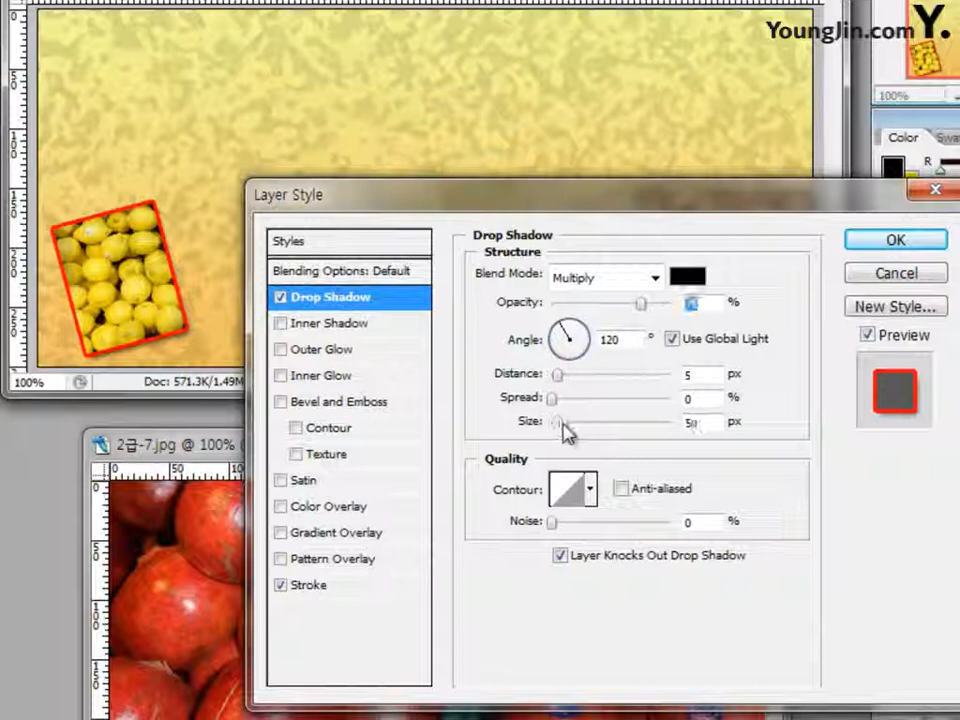 YoungJin.com Y.
100%
Color Swa
R
Layer Style
Styles
Blending Options: Default
Drop Shadow
Inner Shadow
Outer Glow
Inner Glow
Bevel and Emboss
Contour
Texture
Satin
Color Overlay
Gradient Overlay
Pattern Overlay
Stroke
Drop Shadow
Structure
Blend Mode: Multiply
Opacity: %
Angle: 120 ° Use Global Light
Distance: 5 px
Spread: 0 %
Size: px
Quality
Contour: Anti-aliased
Noise: 0 %
Layer Knocks Out Drop Shadow
OK
Cancel
New Style...
Preview
100% Doc: 571.3K/1.49M
2급-7.jpg @ 100%
0 50